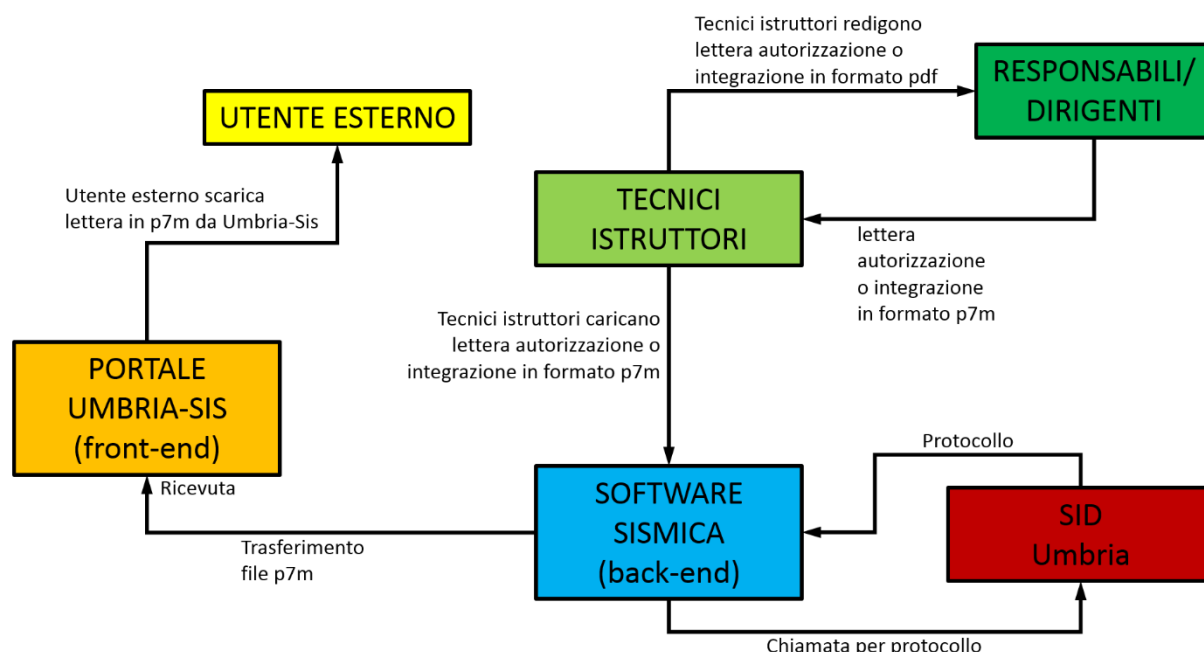 Tecnici istruttori redigono
lettera autorizzazione o
integrazione in formato pdf
RESPONSABILI/
DIRIGENTI
UTENTE ESTERNO
Utente esterno scarica
lettera in p7m da Umbria-Sis
TECNICI
ISTRUTTORI
lettera
autorizzazione
o integrazione
in formato p7m
Tecnici istruttori caricano
lettera autorizzazione o
integrazione in formato p7m
PORTALE
UMBRIA-SIS
(front-end)
Ricevuta
Trasferimento
file p7m
SOFTWARE
SISMICA
(back-end)
Protocollo
SID
Umbria
Chiamata per protocollo